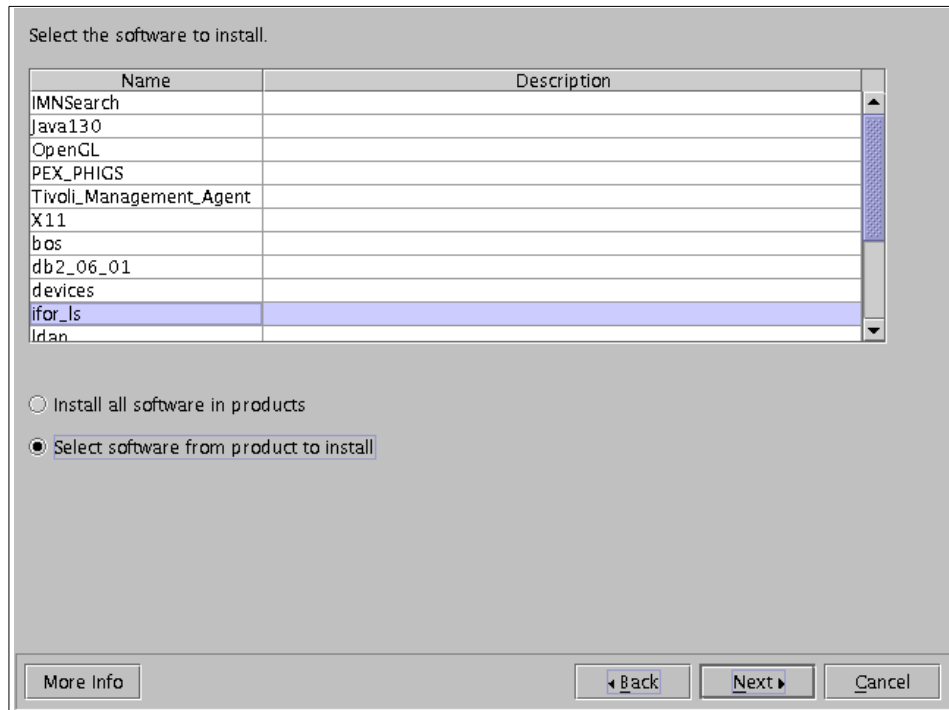 Select the software to install.
Name Description
IMNSearch
Java130
OpenGL
PEX_PHIGS
Tivoli_Management_Agent
X11
bos
db2_06_01
devices
ifor_ls
Install all software in products
Select software from product to install
More Info Back Next Cancel